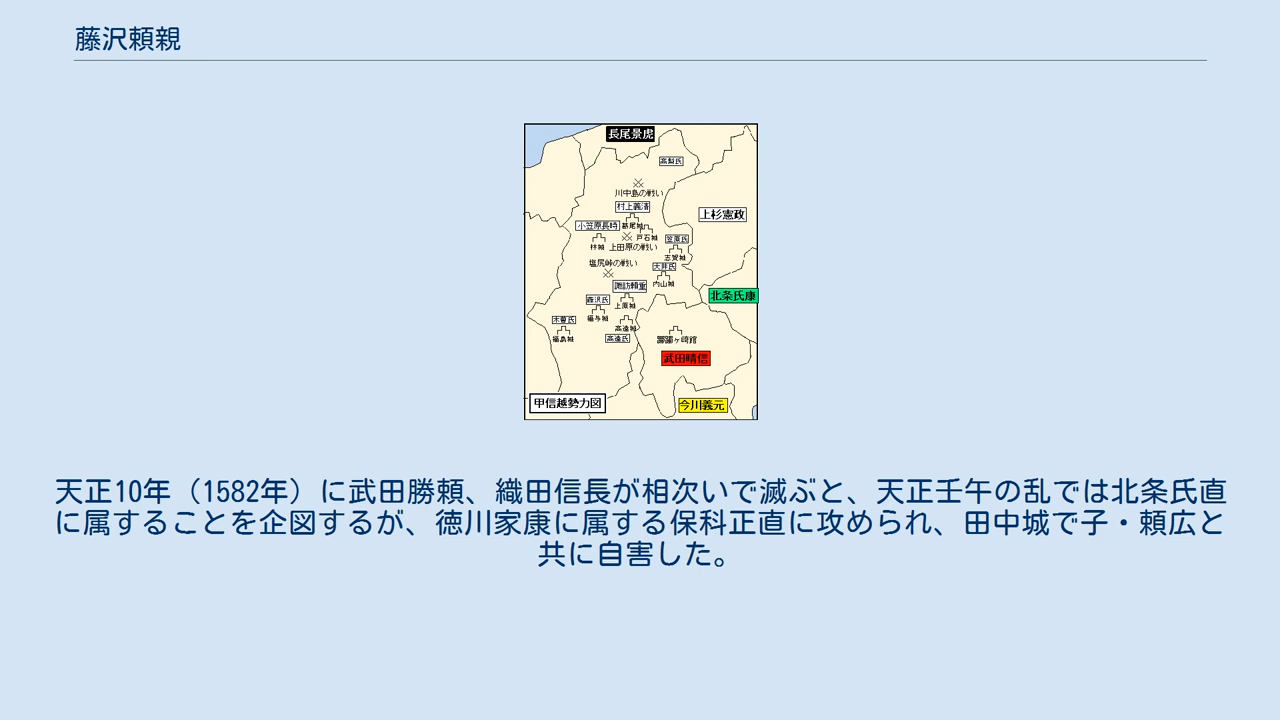 藤沢頼親
長尾景虎
高梨氏
川中島の戦い
村上義清
上杉憲政
小笠原長時
葛尾城
戸石城
笠原氏
林城
上田原の戦い
志賀城
塩尻峠の戦い
大井氏
内山城
諏訪頼重
北条氏康
藤沢氏
上原城
福与城
木曽氏
高遠城
福島城
高遠氏
躑躅ヶ崎館
武田晴信
甲信越勢力図
今川義元
天正10年（1582年）に武田勝頼、織田信長が相次いで滅ぶと、天正壬午の乱では北条氏直
に属することを企図するが、徳川家康に属する保科正直に攻められ、田中城で子・頼広と
共に自害した。